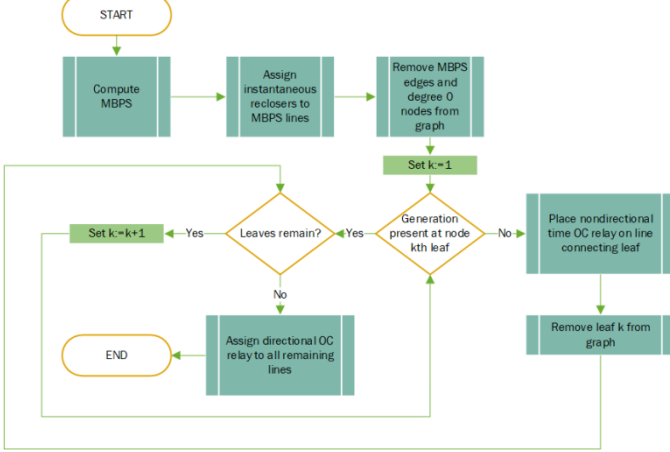 START
Compute
MBPS
Assign
instantaneous
reclosers to
MBPS lines
Remove MBPS
edges and
degree 0
nodes from
graph
Set k:=1
Set k:=k+1
Yes
Leaves remain?
Yes
Generation
present at node
kth leaf
No
Place nondirectional
time OC relay on line
connecting leaf
No
END
Assign directional OC
relay to all remaining
lines
Remove leaf k from
graph